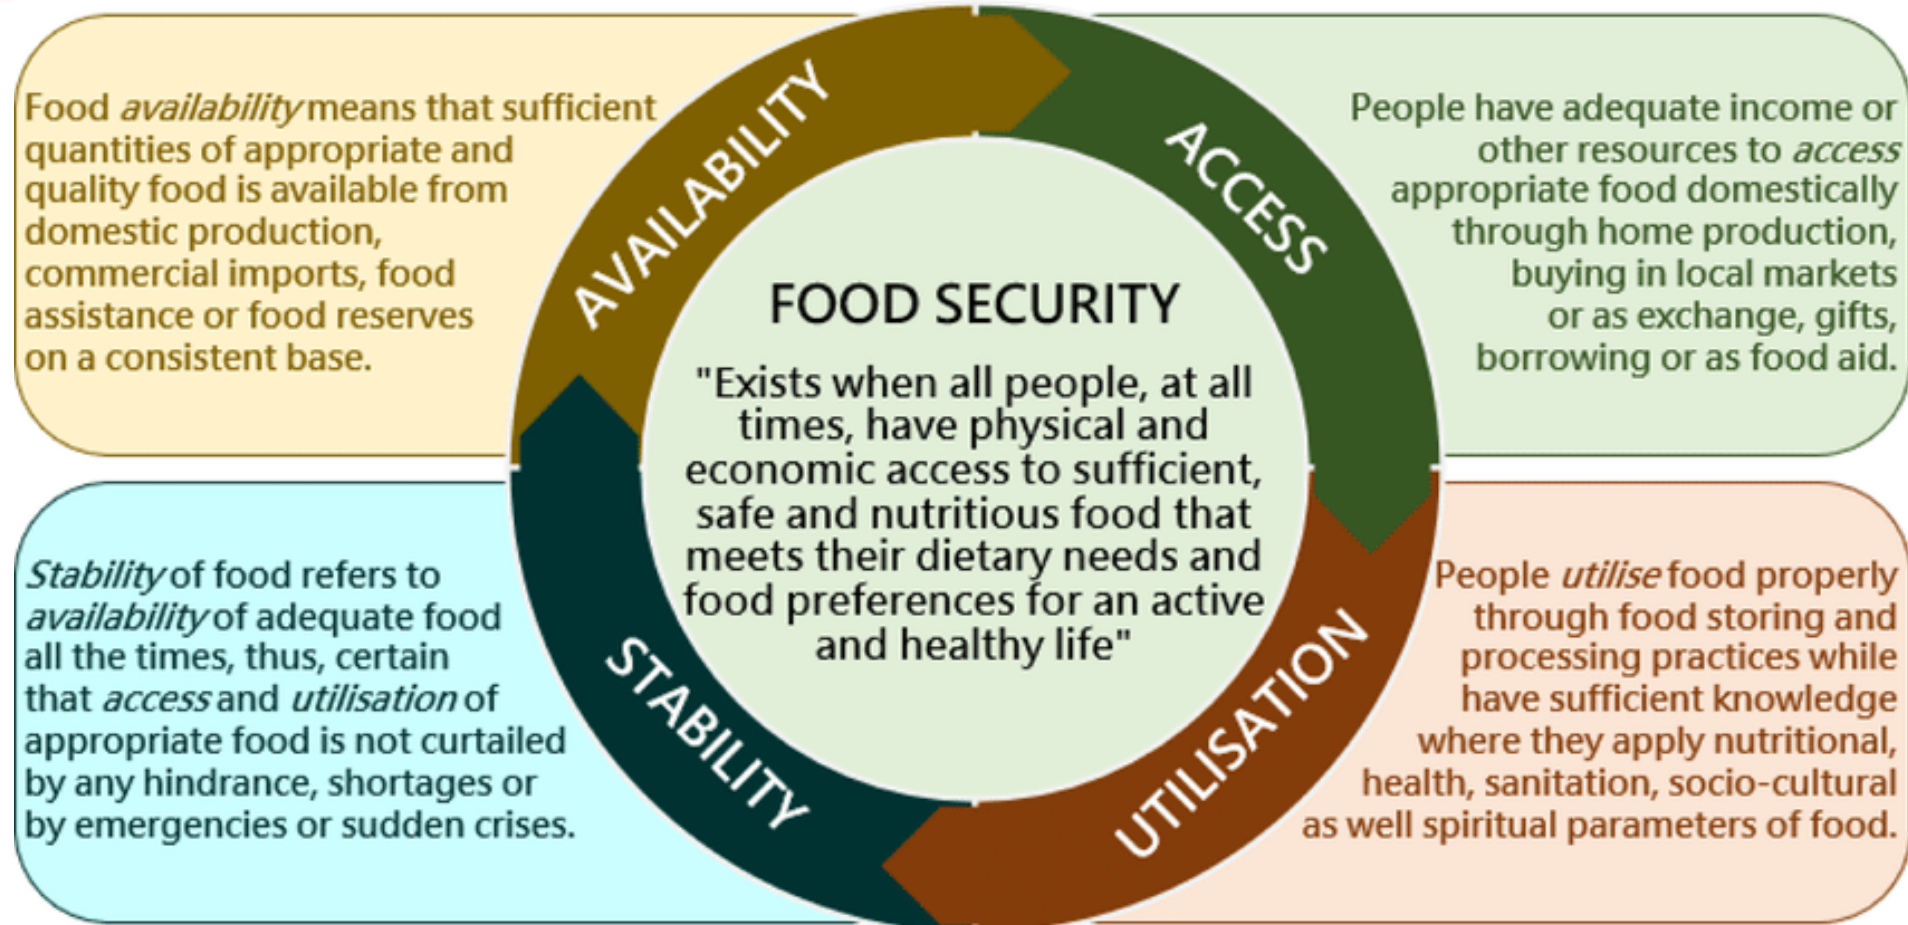 Food availability means that sufficient
quantities of appropriate and
quality food is available from
domestic production,
commercial imports, food
assistance or food reserves
on a consistent base.
AVAILABILITY
ACCESS
People have adequate income or
other resources to access
appropriate food domestically
through home production,
buying in local markets
or as exchange, gifts,
borrowing or as food aid.
FOOD SECURITY
"Exists when all people, at all
times, have physical and
economic access to sufficient,
safe and nutritious food that
meets their dietary needs and
food preferences for an active
and healthy life"
Stability of food refers to
availability of adequate food
all the times, thus, certain
that access and utilisation of
appropriate food is not curtailed
by any hindrance, shortages or
by emergencies or sudden crises.
STABILITY
UTILISATION
People utilise food properly
through food storing and
processing practices while
have sufficient knowledge
where they apply nutritional,
health, sanitation, socio-cultural
as well spiritual parameters of food.